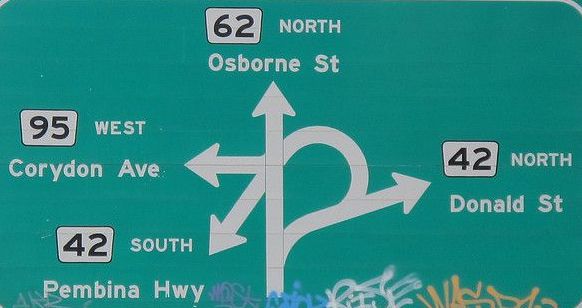 62 NORTH
Osborne St
95 WEST
Corydon Ave
42 NORTH
Donald St
42 SOUTH
Pembina Hwy